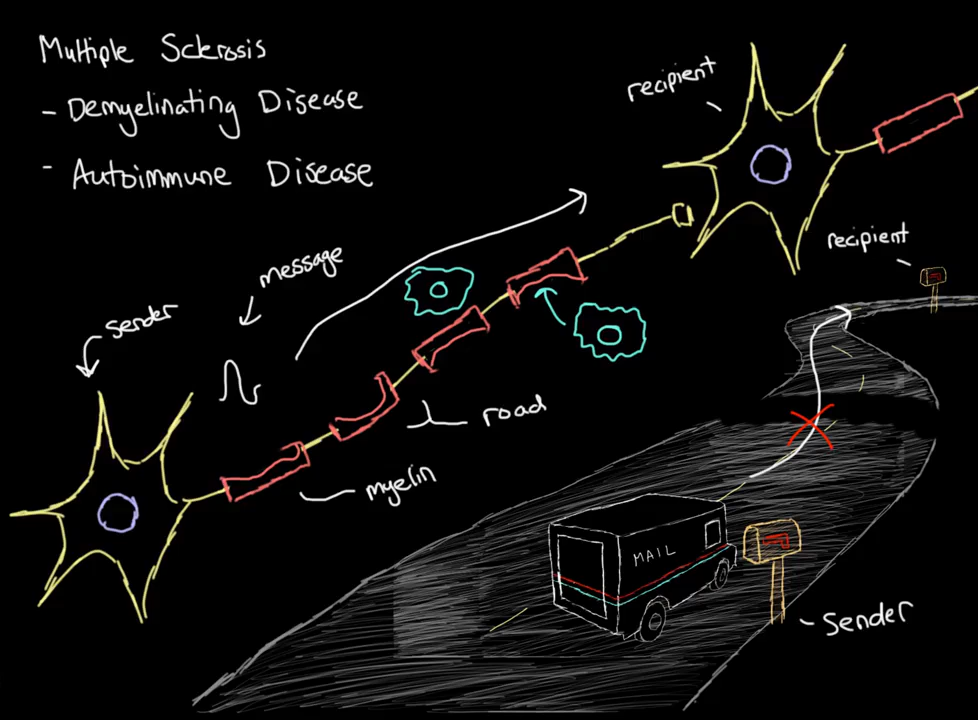 Multiple Sclerosis
- Demyelinating Disease
- Autoimmune Disease
recipient
recipient
message
sender
road
myelin
MAIL
Sender